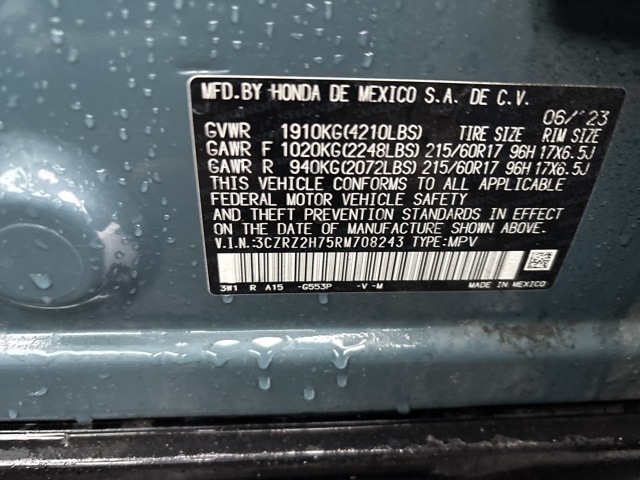 MFD.BY HONDA DE MEXICO S.A. DE C.V. 06/23
GVWR 1910KG(4210LBS) TIRE SIZE RIM SIZE
GAWR F 1020KG(2248LBS) 215/60R17 96H 17X6.5J
GAWR R 940KG(2072LBS) 215/60R17 96H 17X6.5J
THIS VEHICLE CONFORMS TO ALL APPLICABLE
FEDERAL MOTOR VEHICLE SAFETY
AND THEFT PREVENTION STANDARDS IN EFFECT
ON THE DATE OF MANUFACTURE SHOWN ABOVE.
V.I.N.:3CZRZ2H75RM708243 TYPE:MPV
3W1 R A15 -G553P -V -M MADE IN MEXICO